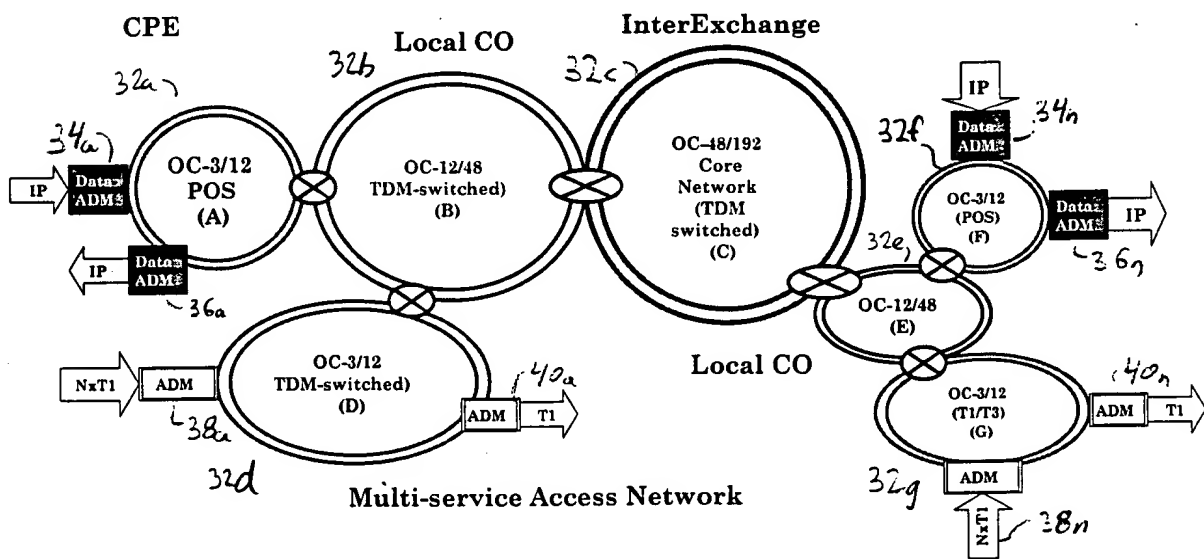 CPE
Local CO
InterExchange
32a
32b
32c
34a
IP
Data
ADM
OC-3/12
POS
(A)
IP
Data
ADM
36a
OC-12/48
TDM-switched)
(B)
OC-48/192
Core
Network
(TDM
switched)
(C)
IP
Data
ADM
34n
32f
OC-3/12
(POS)
(F)
Data
ADM
IP
36n
32e
OC-12/48
(E)
Local CO
NxT1
ADM
38a
OC-3/12
TDM-switched)
(D)
40a
ADM
T1
32d
OC-3/12
(T1/T3)
(G)
40n
ADM
T1
32g
ADM
NxT1
38n
Multi-service Access Network